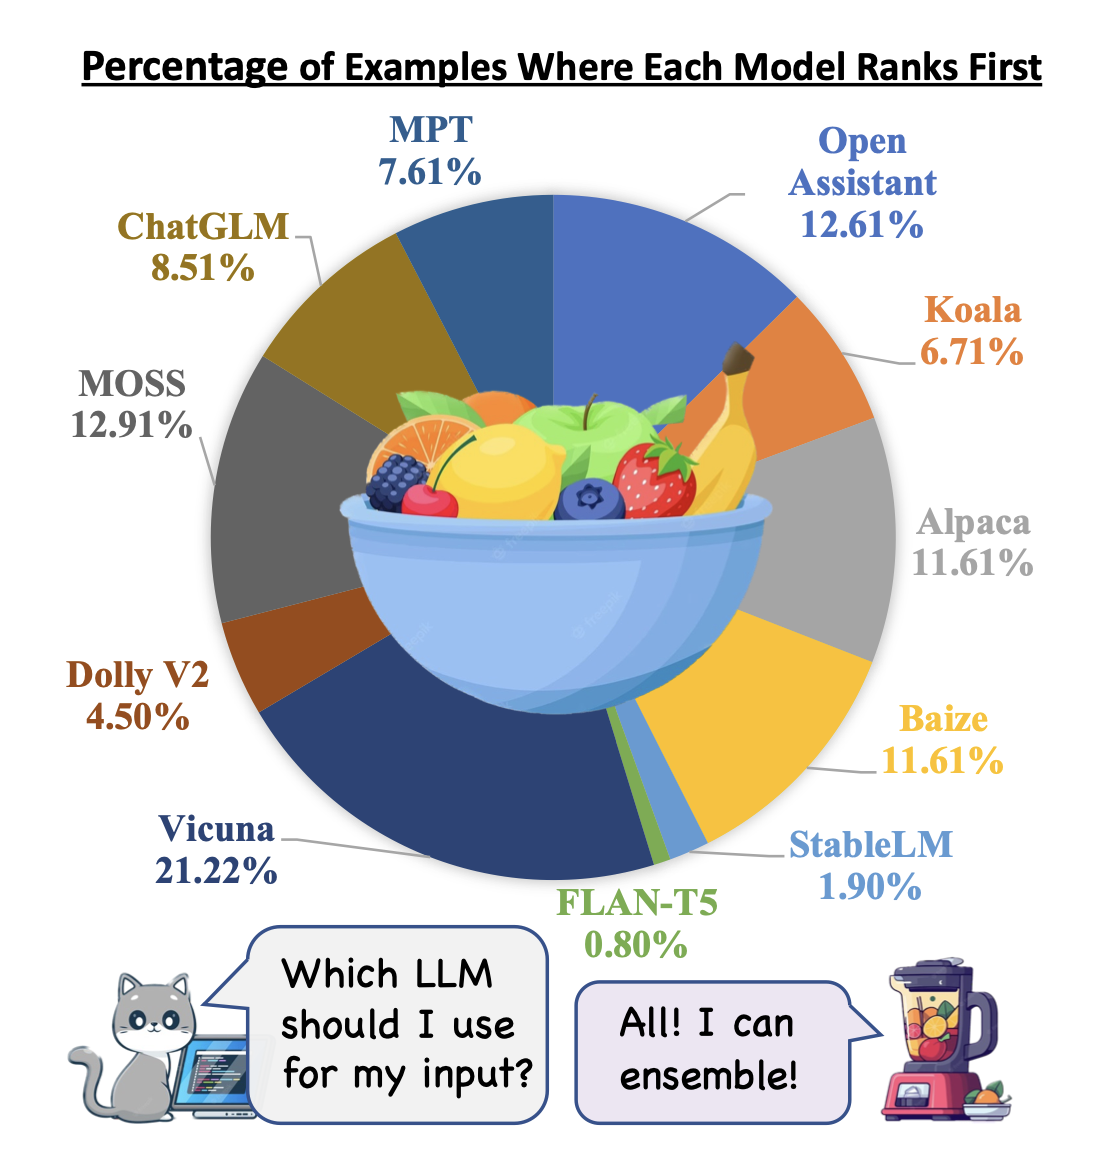 Percentage of Examples Where Each Model Ranks First
MPT
7.61%
Open
Assistant
12.61%
ChatGLM
8.51%
Koala
6.71%
MOSS
12.91%
Alpaca
11.61%
Dolly V2
4.50%
Baize
11.61%
Vicuna
21.22%
StableLM
1.90%
FLAN-T5
0.80%
Which LLM
should I use
for my input?
All! I can
ensemble!